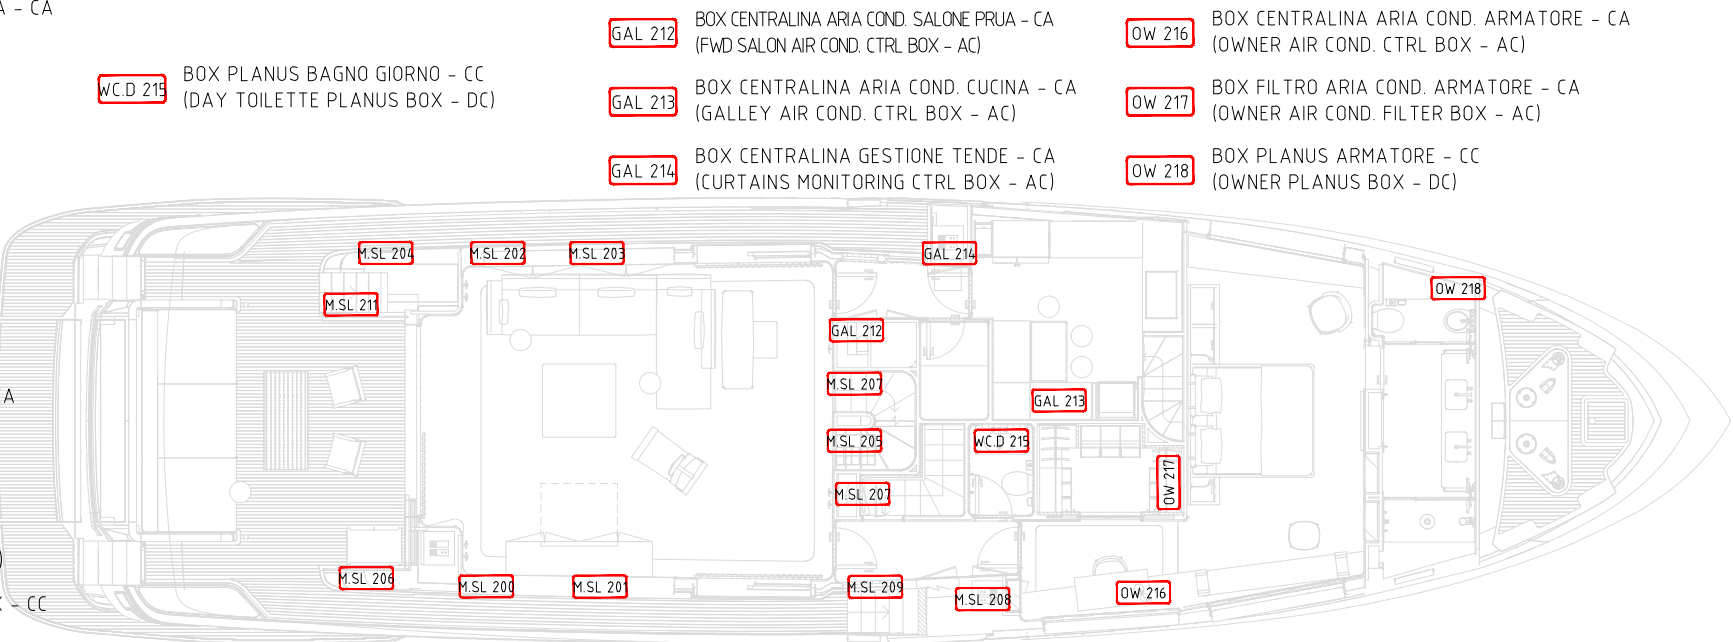 A - CA
BOX CENTRALINA ARIA COND. SALONE PRUA - CA
GAL 212
(FWD SALON AIR COND. CTRL BOX - AC)
BOX CENTRALINA ARIA COND. ARMATORE - CA
OW 216
(OWNER AIR COND. CTRL BOX - AC)
BOX PLANUS BAGNO GIORNO - CC
WC.D 215
(DAY TOILETTE PLANUS BOX - DC)
BOX CENTRALINA ARIA COND. CUCINA - CA
GAL 213
(GALLEY AIR COND. CTRL BOX - AC)
BOX FILTRO ARIA COND. ARMATORE - CA
OW 217
(OWNER AIR COND. FILTER BOX - AC)
BOX CENTRALINA GESTIONE TENDE - CA
GAL 214
(CURTAINS MONITORING CTRL BOX - AC)
BOX PLANUS ARMATORE - CC
OW 218
(OWNER PLANUS BOX - DC)
M.SL 204
M.SL 202
M.SL 203
GAL 214
OW 218
M.SL 211
GAL 212
M.SL 207
GAL 213
M.SL 205
WC.D 215
OW 217
M.SL 207
M.SL 206
M.SL 200
M.SL 201
M.SL 209
M.SL 208
OW 216
- CC